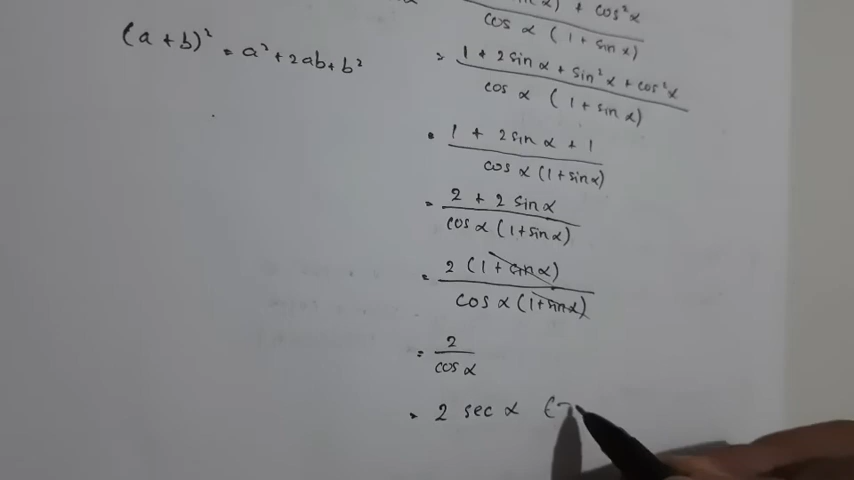 (a + b)² = a² + 2ab + b²
+ cos²α
cos α (1 + sin α)
= 1 + 2 sin α + sin²α + cos²α
cos α (1 + sin α)
= 1 + 2 sin α + 1
cos α (1 + sin α)
= 2 + 2 sin α
cos α (1 + sin α)
= 2 (1 + sin α)
cos α (1 + sin α)
= 2
cos α
= 2 sec α (